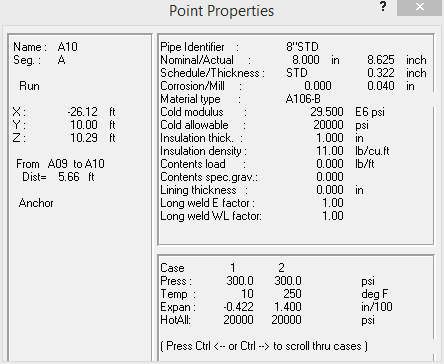 Point Properties
? ×
Name : A10
Seg. : A
Run
X : -26.12 ft
Y : 10.00 ft
Z : 10.29 ft
From A09 to A10
Dist= 5.66 ft
Anchor
Pipe Identifier : 8"STD
Nominal/Actual : 8.000 in 8.625 inch
Schedule/Thickness : STD 0.322 inch
Corrosion/Mill : 0.000 0.040 in
Material type : A106-B
Cold modulus : 29.500 E6 psi
Cold allowable : 20000 psi
Insulation thick. : 1.000 in
Insulation density : 11.00 lb/cu.ft
Contents load : 0.000 lb/ft
Contents spec.grav.: 0.000
Lining thickness : 0.000 in
Long weld E factor : 1.00
Long weld WL factor: 1.00
Case 1 2
Press : 300.0 300.0 psi
Temp : 10 250 deg F
Expan : -0.422 1.400 in/100
HotAll: 20000 20000 psi
( Press Ctrl <-- or Ctrl --> to scroll thru cases )